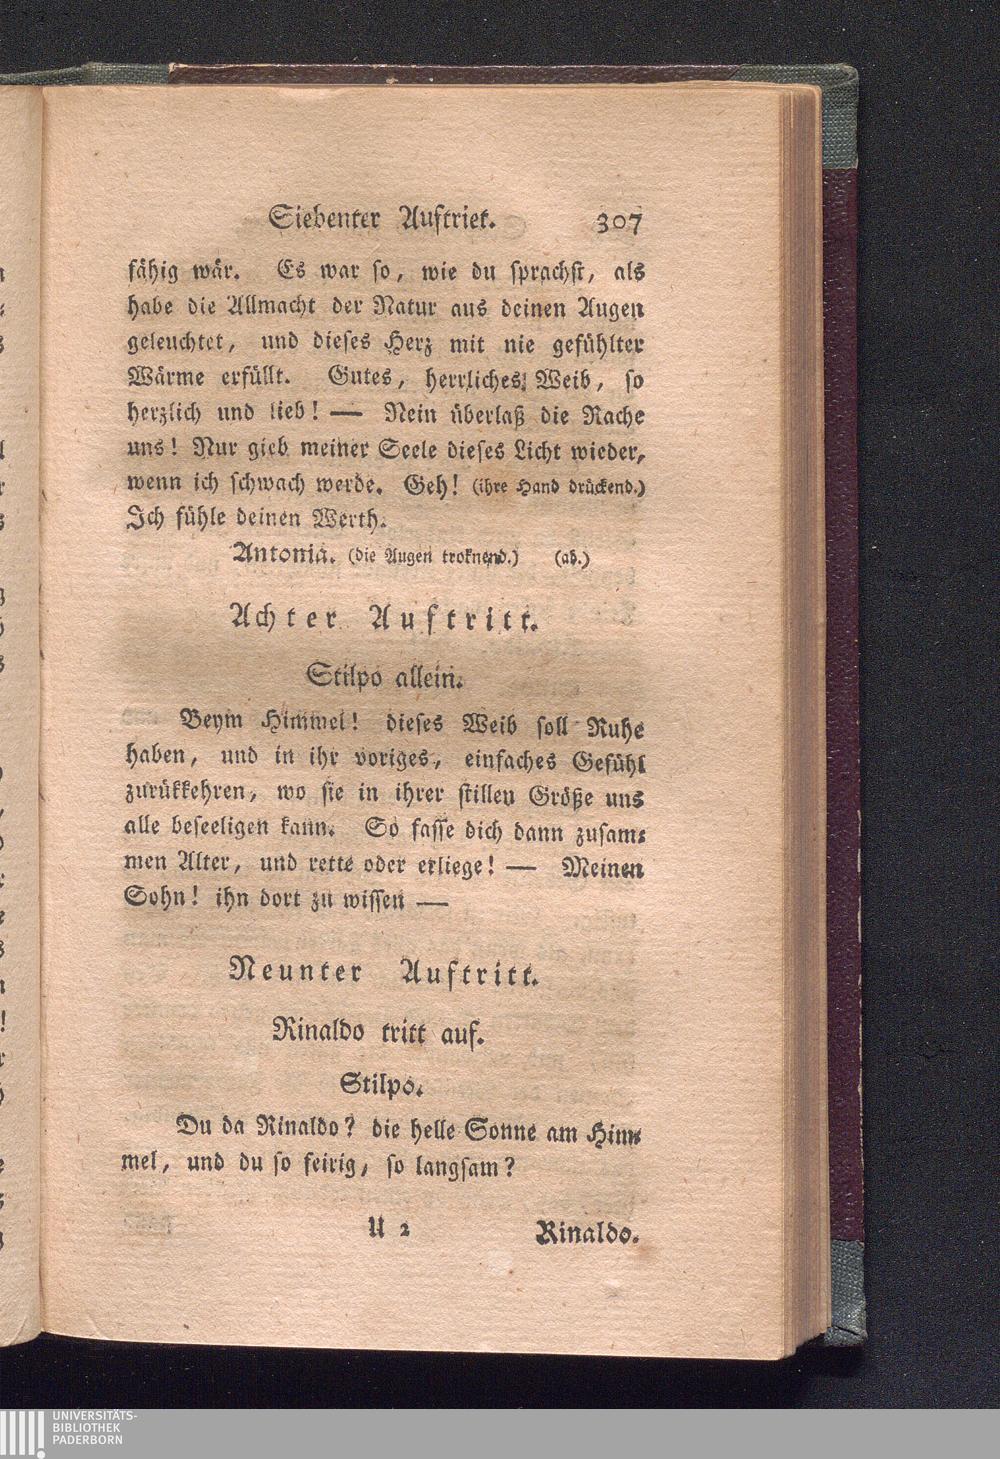 Siebenter Auftriet. 307
fähig wär. Es war so, wie du sprachst, als
habe die Allmacht der Natur aus deinen Augen
geleuchtet, und dieses Herz mit nie gefühlter
Wärme erfüllt. Gutes, herrliches Weib, so
herzlich und lieb! — Nein überlaß die Rache
uns! Nur gieb meiner Seele dieses Licht wieder,
wenn ich schwach werde. Geh! (ihre Hand drückend.)
Ich fühle deinen Werth.
Antonia. (die Augen troknend.) (ab.)
Achter Auftritt.
Stilpo allein.
Beym Himmel! dieses Weib soll Ruhe
haben, und in ihr voriges, einfaches Gefühl
zurükkehren, wo sie in ihrer stillen Größe uns
alle beseeligen kann. So fasse dich dann zusam-
men Alter, und rette oder erliege! — Meinen
Sohn! ihn dort zu wissen —
Neunter Auftritt.
Rinaldo tritt auf.
Stilpo.
Du da Rinaldo? die helle Sonne am Him-
mel, und du so feirig, so langsam?
U 2 Rinaldo.
UNIVERSITÄTS-
BIBLIOTHEK
PADERBORN